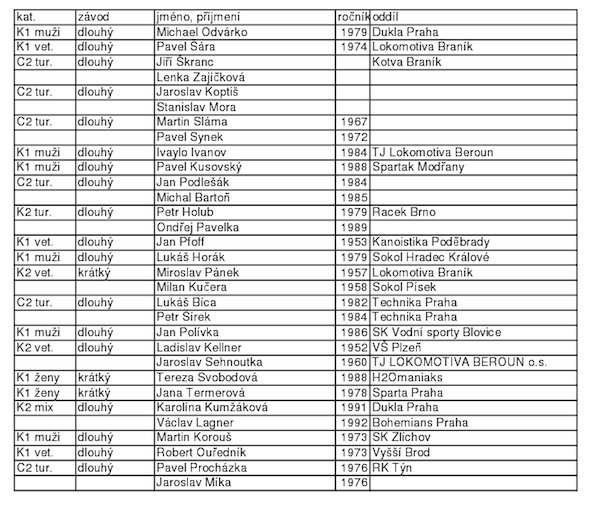 kat. závod jméno, příjmení ročník oddíl
K1 muži dlouhý Michael Odvárko 1979 Dukla Praha
K1 vet. dlouhý Pavel Šára 1974 Lokomotiva Braník
C2 tur. dlouhý Jiří Škranc Kotva Braník
Lenka Zajíčková
C2 tur. dlouhý Jaroslav Koptiš
Stanislav Mora
C2 tur. dlouhý Martin Sláma 1967
Pavel Synek 1972
K1 muži dlouhý Ivaylo Ivanov 1984 TJ Lokomotiva Beroun
K1 muži dlouhý Pavel Kusovský 1988 Spartak Modřany
C2 tur. dlouhý Jan Podlešák 1984
Michal Bartoň 1985
K2 tur. dlouhý Petr Holub 1979 Racek Brno
Ondřej Pavelka 1989
K1 vet. dlouhý Jan Pfoff 1953 Kanoistika Poděbrady
K1 muži dlouhý Lukáš Horák 1979 Sokol Hradec Králové
K2 vet. krátký Miroslav Pánek 1957 Lokomotiva Braník
Milan Kučera 1958 Sokol Písek
C2 tur. dlouhý Lukáš Bíca 1982 Technika Praha
Petr Šírek 1984 Technika Praha
K1 muži dlouhý Jan Polívka 1986 SK Vodní sporty Blovice
K2 vet. dlouhý Ladislav Kellner 1952 VŠ Plzeň
Jaroslav Sehnoutka 1960 TJ LOKOMOTIVA BEROUN o.s.
K1 ženy krátký Tereza Svobodová 1988 H2Omaniaks
K1 ženy krátký Jana Termerová 1978 Sparta Praha
K2 mix dlouhý Karolína Kumžáková 1991 Dukla Praha
Václav Lagner 1992 Bohemians Praha
K1 muži dlouhý Martin Korouš 1973 SK Zlíchov
K1 vet. dlouhý Robert Ouředník 1973 Vyšší Brod
C2 tur. dlouhý Pavel Procházka 1976 RK Týn
Jaroslav Míka 1976